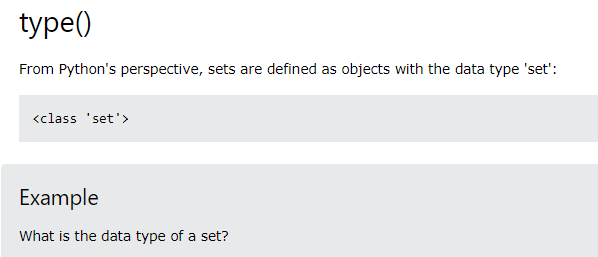 type()
From Python's perspective, sets are defined as objects with the data type 'set':
<class 'set'>
Example
What is the data type of a set?